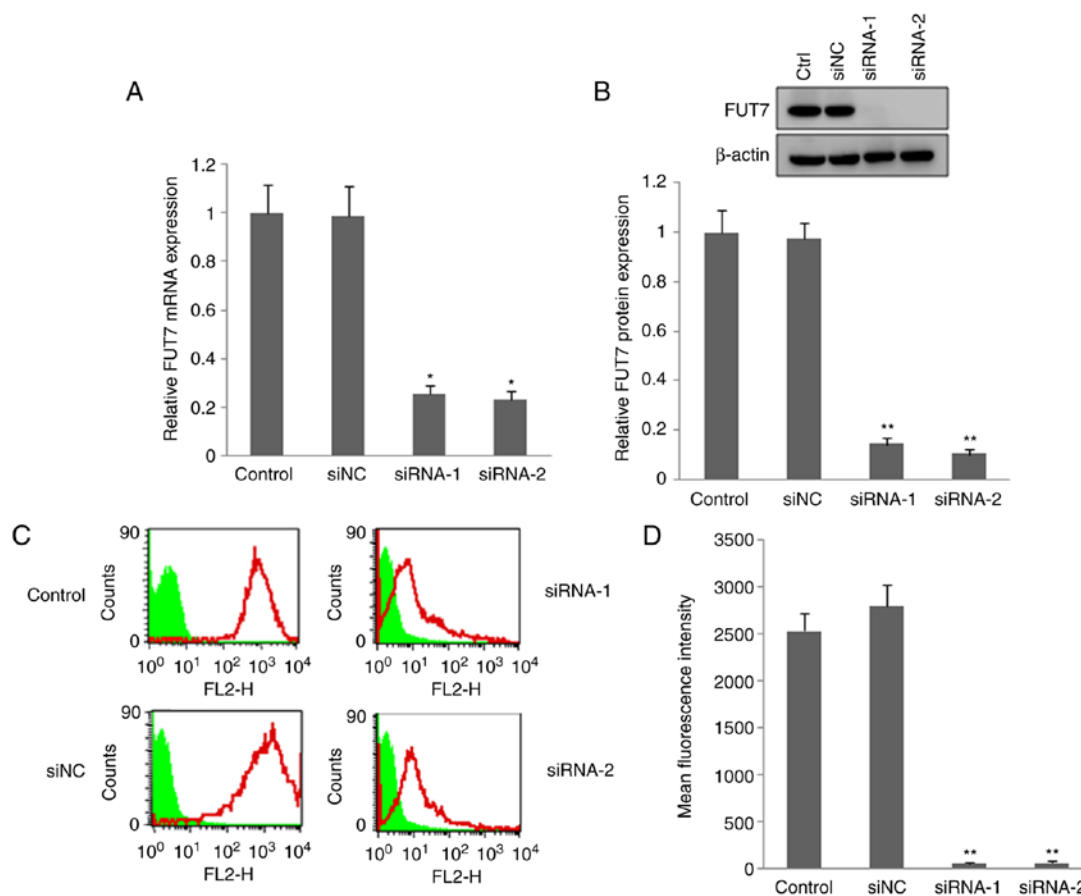 A
Relative FUT7 mRNA expression
1.2
1
0.8
0.6
0.4
0.2
0
*
*
Control siNC siRNA-1 siRNA-2
B
Ctrl
siNC
siRNA-1
siRNA-2
FUT7
β-actin
Relative FUT7 protein expression
1.2
1
0.8
0.6
0.4
0.2
0
**
**
Control siNC siRNA-1 siRNA-2
C
Control
90
Counts
0
10⁰ 10¹ 10² 10³ 10⁴
FL2-H
siRNA-1
90
Counts
0
10⁰ 10¹ 10² 10³ 10⁴
FL2-H
siNC
90
Counts
0
10⁰ 10¹ 10² 10³ 10⁴
FL2-H
siRNA-2
90
Counts
0
10⁰ 10¹ 10² 10³ 10⁴
FL2-H
D
Mean fluorescence intensity
3500
3000
2500
2000
1500
1000
500
0
**
**
Control siNC siRNA-1 siRNA-2